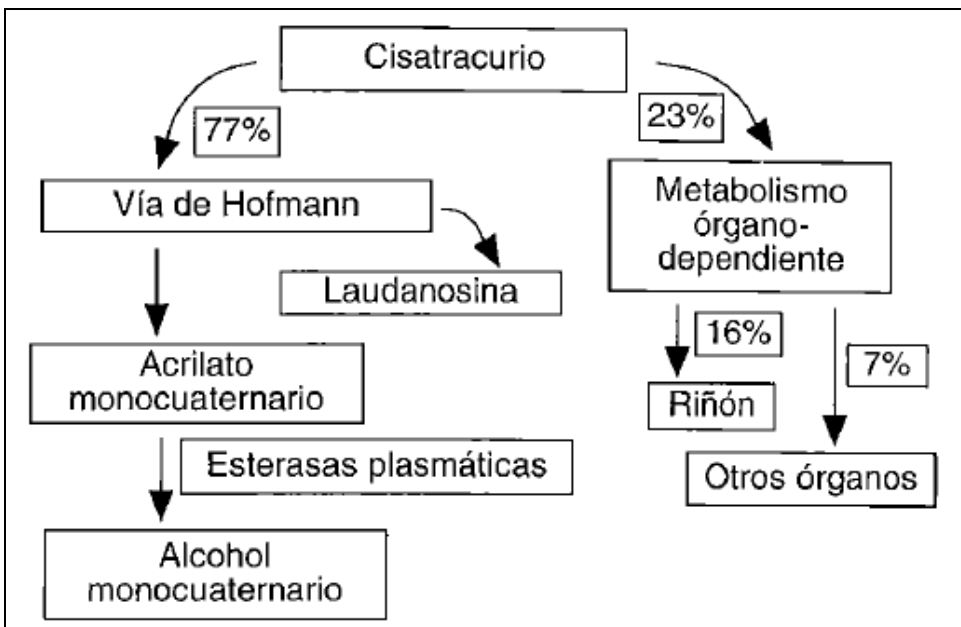 Cisatracurio
77%
23%
Vía de Hofmann
Metabolismo
órgano-
dependiente
Laudanosina
16%
7%
Acrilato
monocuaternario
Riñón
Esterasas plasmáticas
Otros órganos
Alcohol
monocuaternario